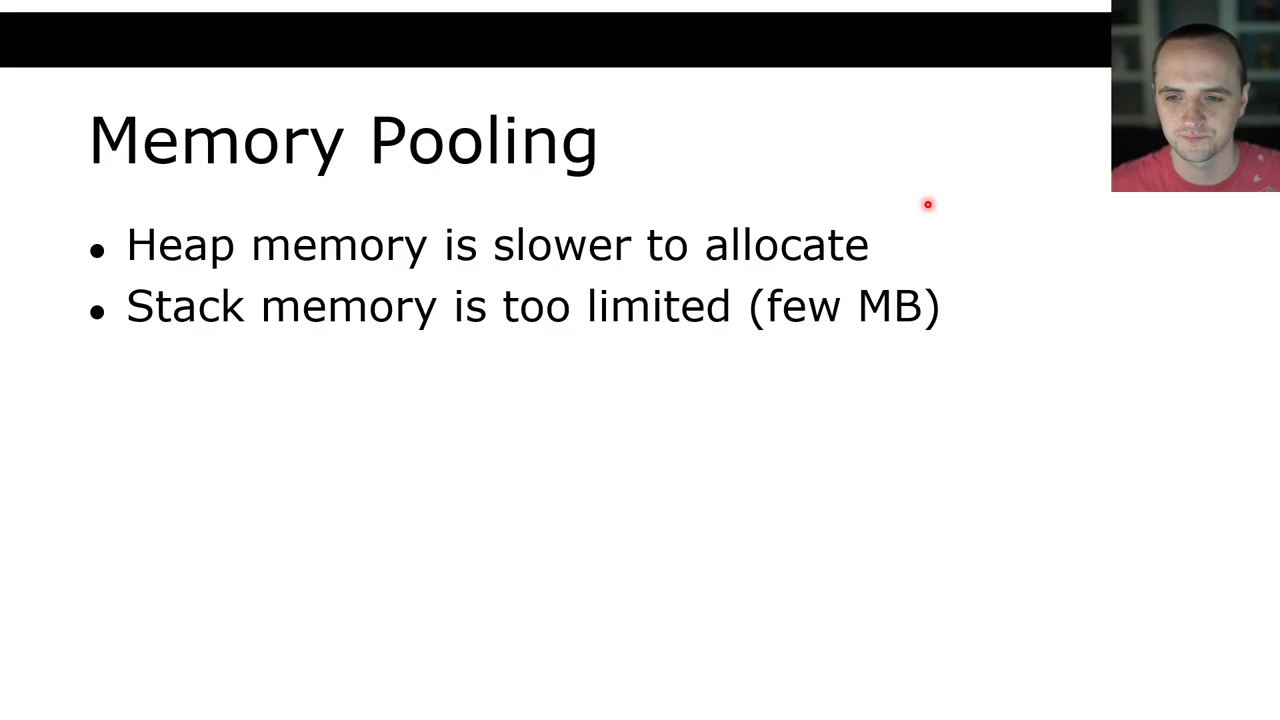 Memory Pooling
● Heap memory is slower to allocate
● Stack memory is too limited (few MB)